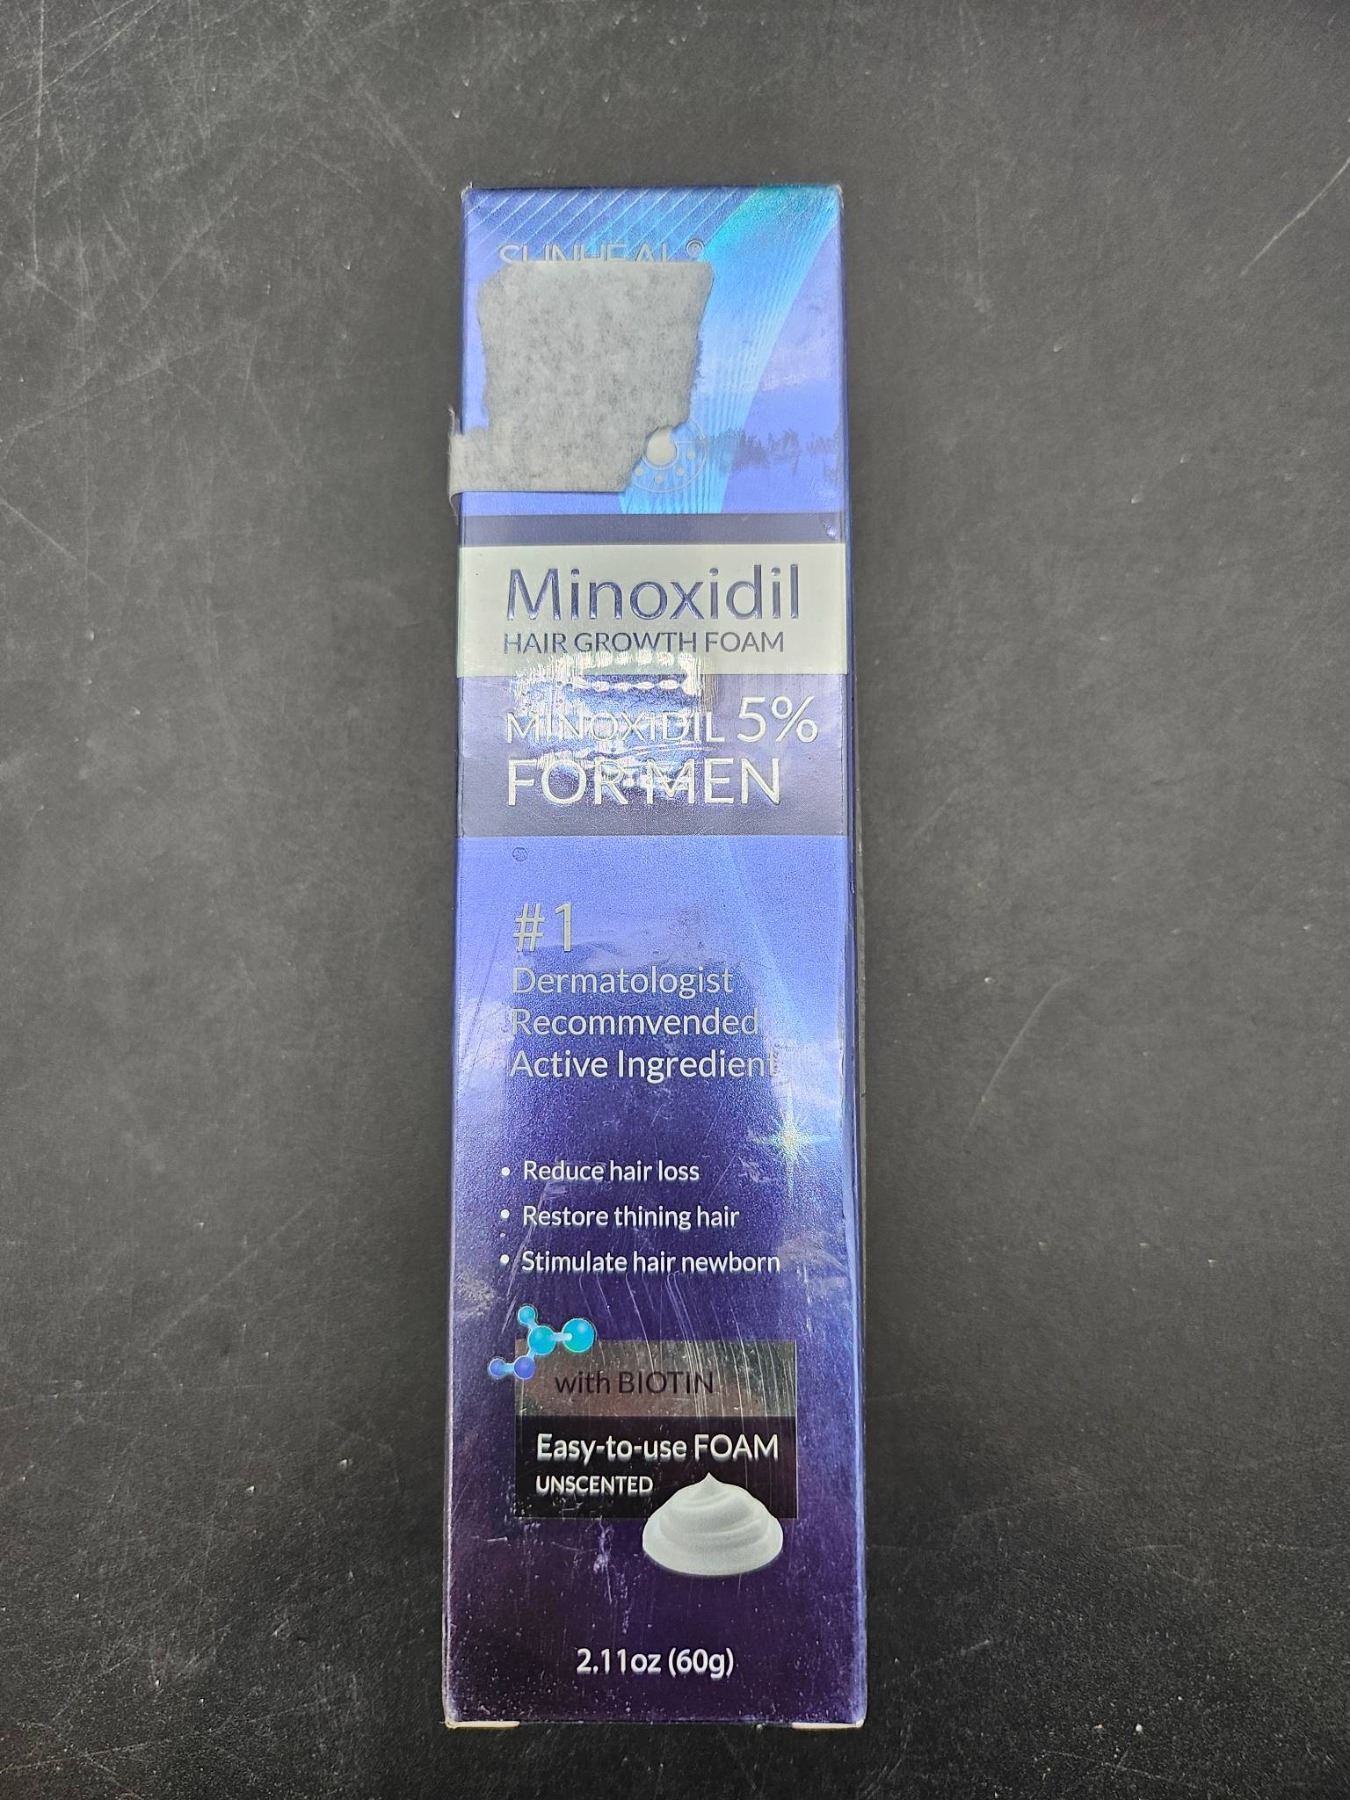 SUNHEAL®
Minoxidil
HAIR GROWTH FOAM
MINOXIDIL 5%
FOR MEN
#1
Dermatologist
Recommvended
Active Ingredient
• Reduce hair loss
• Restore thining hair
• Stimulate hair newborn
with BIOTIN
Easy-to-use FOAM
UNSCENTED
2.11oz (60g)